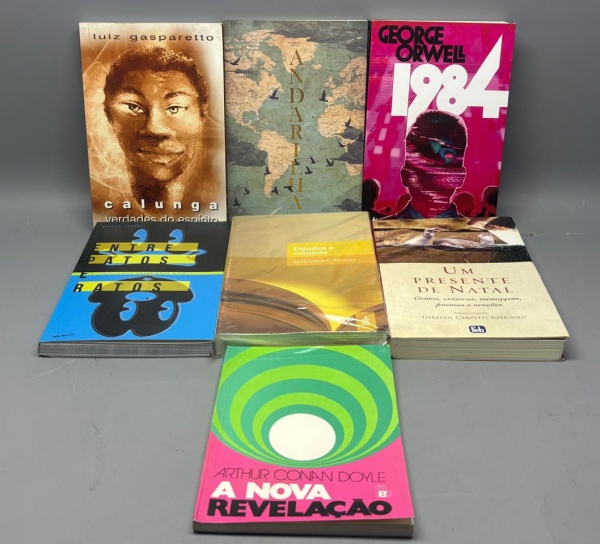 luiz gasparetto
calunga
verdades do espírito
ANDARILHA
GEORGE
ORWELL
1984
ENTRE
PATOS
E
RATOS
Estudos e
crônicas
UM
PRESENTE
DE NATAL
Contos, crônicas, mensagens,
poemas e orações
GERALDO CAMPETTI SOBRINHO
feb
ARTHUR CONAN DOYLE
A NOVA
REVELAÇÃO